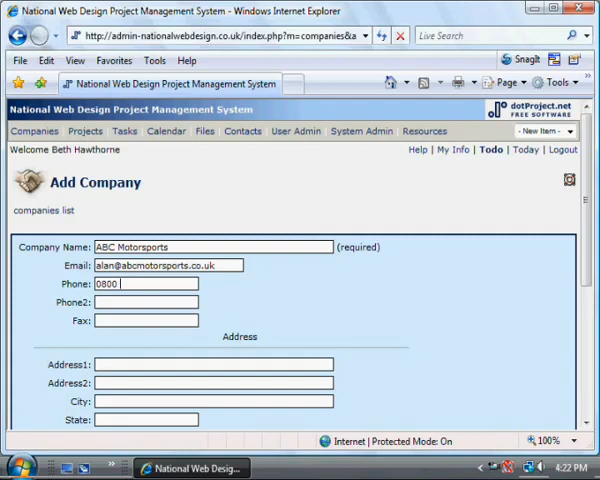 National Web Design Project Management System - Windows Internet Explorer
http://admin-nationalwebdesign.co.uk/index.php?m=companies&a
Live Search
File Edit View Favorites Tools Help
SnagIt
National Web Design Project Management System
Page Tools
National Web Design Project Management System
dotProject.net
FREE SOFTWARE
Companies Projects Tasks Calendar Files Contacts User Admin System Admin Resources
- New Item -
Welcome Beth Hawthorne
Help | My Info | Todo | Today | Logout
Add Company
companies list
Company Name: ABC Motorsports (required)
Email: alan@abcmotorsports.co.uk
Phone: 0800
Phone2:
Fax:
Address
Address1:
Address2:
City:
State:
Internet | Protected Mode: On
100%
National Web Desig...
4:22 PM